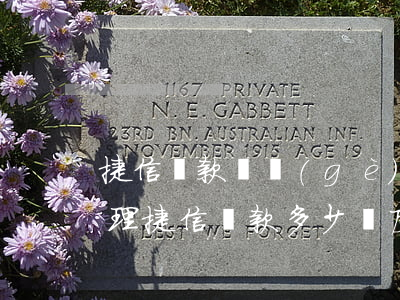 1167 PRIVATE
N. E. GABBETT
23RD BN. AUSTRALIAN INF.
NOVEMBER 1915 AGE 19
捷信 款 (gè)
理捷信 款多少
LEST WE FORGET